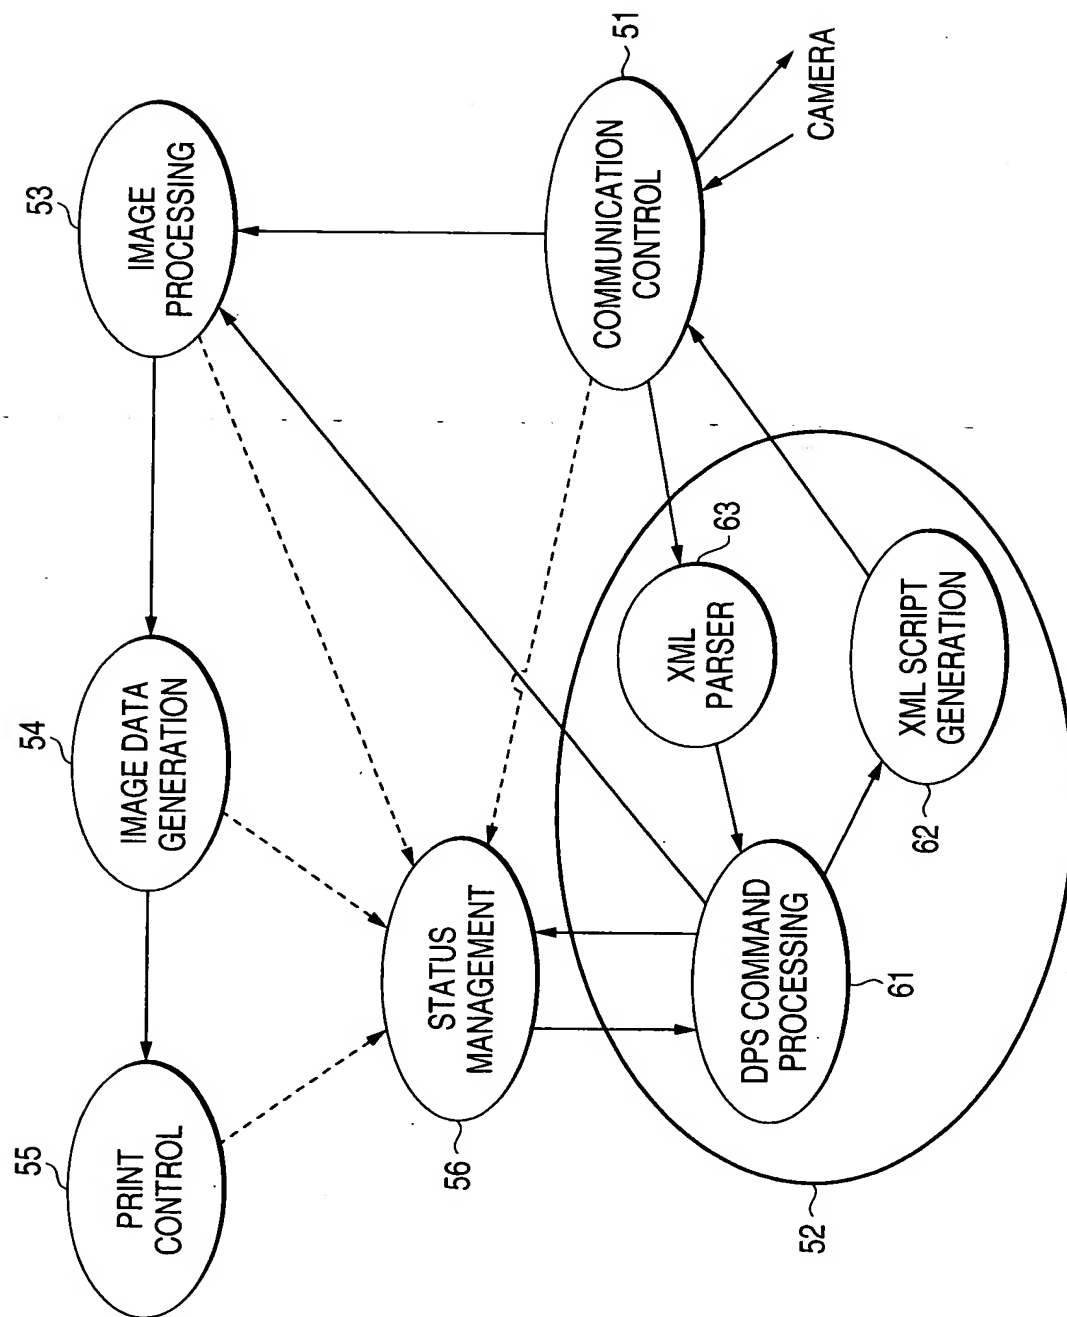 55
PRINT
CONTROL
54
IMAGE DATA
GENERATION
53
IMAGE
PROCESSING
56
STATUS
MANAGEMENT
51
COMMUNICATION
CONTROL
CAMERA
52
DPS COMMAND
PROCESSING
61
XML
PARSER
63
XML SCRIPT
GENERATION
62